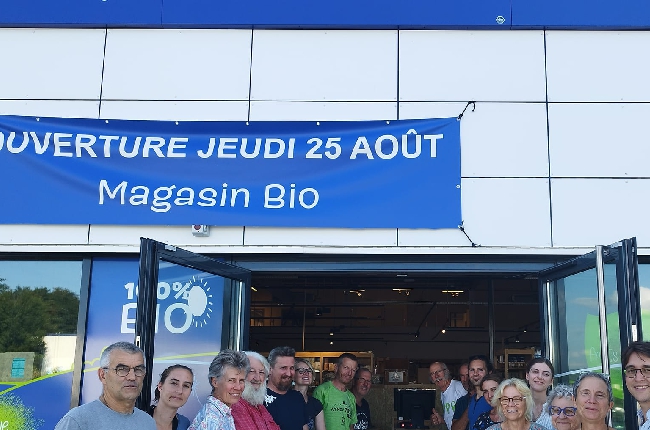 OUVERTURE JEUDI 25 AOÛT
Magasin Bio
100%
BIO